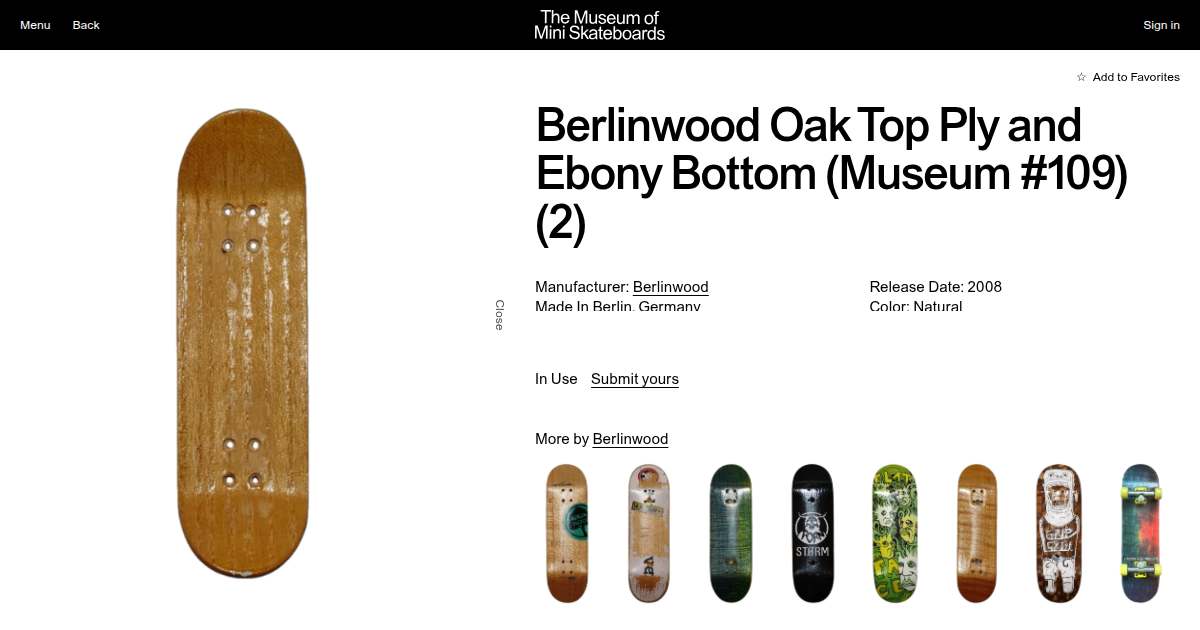 Menu
Back
The Museum of
Mini Skateboards
Sign in
☆ Add to Favorites
Berlinwood Oak Top Ply and
Ebony Bottom (Museum #109)
(2)
Manufacturer: Berlinwood
Release Date: 2008
Made In Berlin, Germany
Color: Natural
Close
In Use
Submit yours
More by Berlinwood